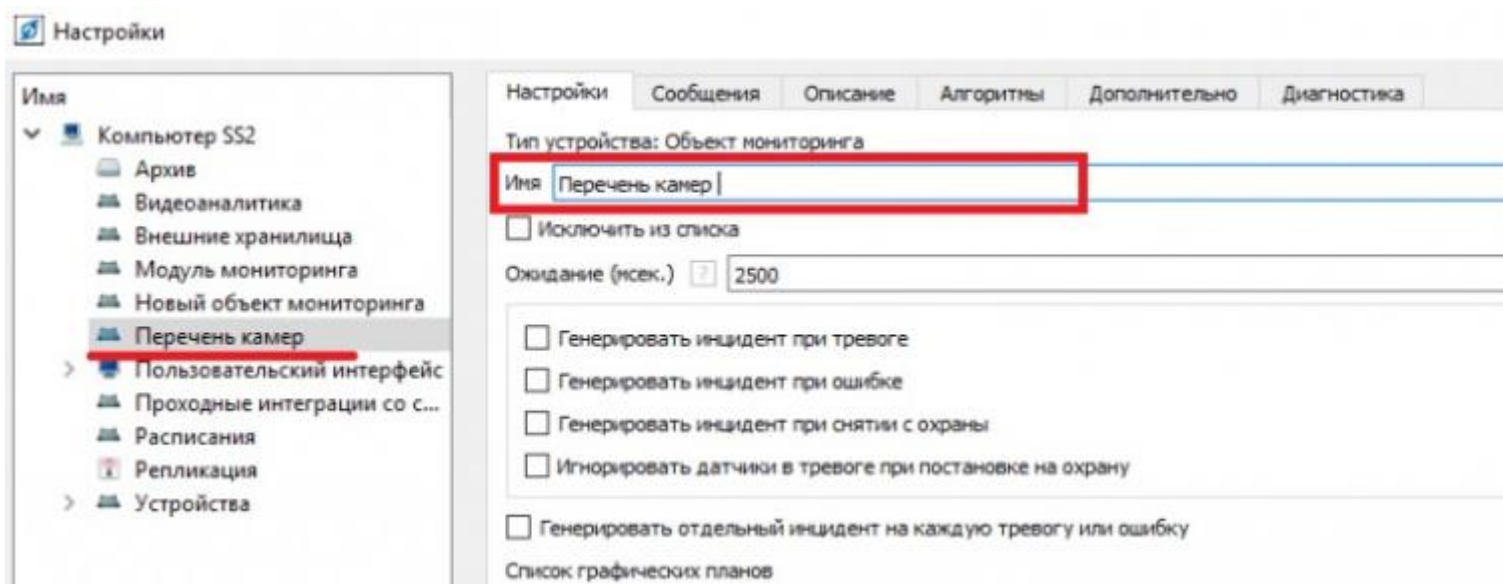 Настройки
Имя
Компьютер SS2
Архив
Видеоаналитика
Внешние хранилища
Модуль мониторинга
Новый объект мониторинга
Перечень камер
Пользовательский интерфейс
Проходные интеграции со с...
Расписания
Репликация
Устройства
Настройки Сообщения Описание Алгоритмы Дополнительно Диагностика
Тип устройства: Объект мониторинга
Имя Перечень камер
Исключить из списка
Ожидание (мсек.) ? 2500
Генерировать инцидент при тревоге
Генерировать инцидент при ошибке
Генерировать инцидент при снятии с охраны
Игнорировать датчики в тревоге при постановке на охрану
Генерировать отдельный инцидент на каждую тревогу или ошибку
Список графических планов